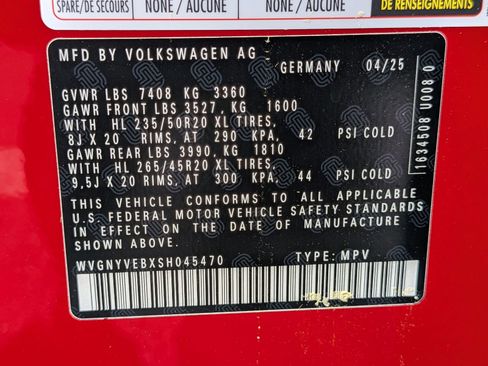 SPARE/DE SECOURS NONE / AUCUNE NONE / AUCUNE DE RENSEIGNEMENTS
MFD BY VOLKSWAGEN AG
GERMANY 04/25
GVWR LBS 7408 KG 3360
GAWR FRONT LBS 3527, KG 1600
WITH HL 235/50R20 XL TIRES,
8J X 20 RIMS, AT 290 KPA, 42 PSI COLD
GAWR REAR LBS 3990, KG 1810
WITH HL 265/45R20 XL TIRES,
9,5J X 20 RIMS, AT 300 KPA, 44 PSI COLD
THIS VEHICLE CONFORMS TO ALL APPLICABLE
U.S. FEDERAL MOTOR VEHICLE SAFETY STANDARDS
IN EFFECT ON THE DATE OF MANUFACTURE
SHOWN ABOVE.
WVGNYVEBXSH045470 TYPE: MPV
11634508 U008 0